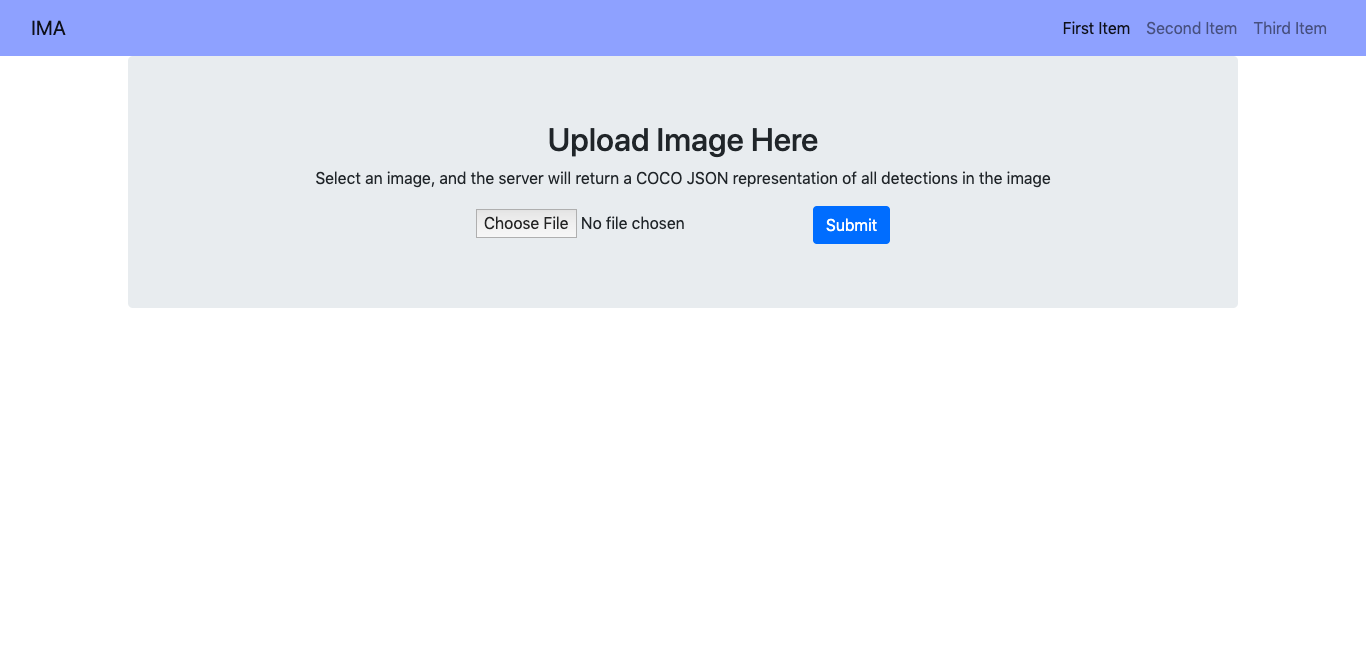 IMA First Item Second Item Third Item
Upload Image Here
Select an image, and the server will return a COCO JSON representation of all detections in the image
Choose File No file chosen Submit